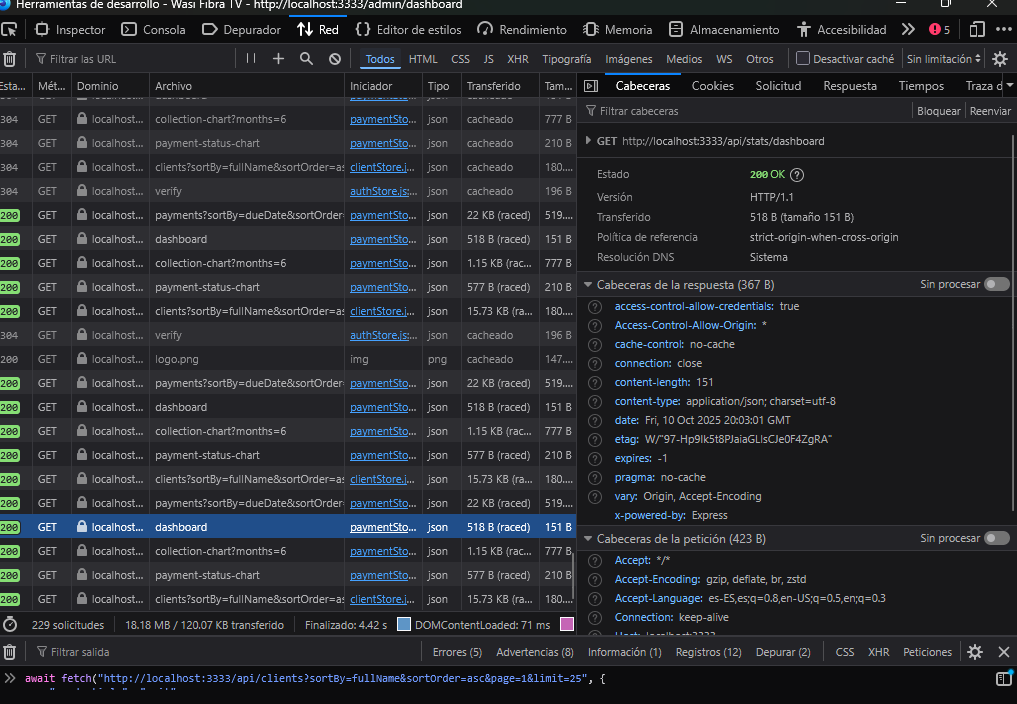 Herramientas de desarrollo - Wasi Fibra TV - http://localhost:3333/admin/dashboard
Inspector Consola Depurador Red Editor de estilos Rendimiento Memoria Almacenamiento Accesibilidad 5
Filtrar las URL Todos HTML CSS JS XHR Tipografía Imágenes Medios WS Otros Desactivar caché Sin limitación
Esta... Mét... Dominio Archivo Iniciador Tipo Transferido Tam...
304 GET localhost... collection-chart?months=6 paymentSto... json cacheado 777 B
304 GET localhost... payment-status-chart paymentSto... json cacheado 210 B
304 GET localhost... clients?sortBy=fullName&sortOrder=as clientStore.j... json cacheado 180...
304 GET localhost... verify authStore.js:... json cacheado 196 B
200 GET localhost... payments?sortBy=dueDate&sortOrder= paymentSto... json 22 KB (raced) 519...
200 GET localhost... dashboard paymentSto... json 518 B (raced) 151 B
200 GET localhost... collection-chart?months=6 paymentSto... json 1.15 KB (rac... 777 B
200 GET localhost... payment-status-chart paymentSto... json 577 B (raced) 210 B
200 GET localhost... clients?sortBy=fullName&sortOrder=as clientStore.j... json 15.73 KB (ra... 180...
304 GET localhost... verify authStore.js:... json cacheado 196 B
200 GET localhost... logo.png img png cacheado 147...
200 GET localhost... payments?sortBy=dueDate&sortOrder= paymentSto... json 22 KB (raced) 519...
200 GET localhost... dashboard paymentSto... json 518 B (raced) 151 B
200 GET localhost... collection-chart?months=6 paymentSto... json 1.15 KB (rac... 777 B
200 GET localhost... payment-status-chart paymentSto... json 577 B (raced) 210 B
200 GET localhost... clients?sortBy=fullName&sortOrder=as clientStore.j... json 15.73 KB (ra... 180...
200 GET localhost... payments?sortBy=dueDate&sortOrder= paymentSto... json 22 KB (raced) 519...
200 GET localhost... dashboard paymentSto... json 518 B (raced) 151 B
200 GET localhost... collection-chart?months=6 paymentSto... json 1.15 KB (rac... 777 B
200 GET localhost... payment-status-chart paymentSto... json 577 B (raced) 210 B
200 GET localhost... clients?sortBy=fullName&sortOrder=as clientStore.j... json 15.73 KB (ra... 180...
229 solicitudes 18.18 MB / 120.07 KB transferido Finalizado: 4.42 s DOMContentLoaded: 71 ms
Cabeceras Cookies Solicitud Respuesta Tiempos Traza d
Filtrar cabeceras Bloquear Reenviar
GET http://localhost:3333/api/stats/dashboard
Estado 200 OK
Versión HTTP/1.1
Transferido 518 B (tamaño 151 B)
Política de referencia strict-origin-when-cross-origin
Resolución DNS Sistema
Cabeceras de la respuesta (367 B) Sin procesar
access-control-allow-credentials: true
Access-Control-Allow-Origin: *
cache-control: no-cache
connection: close
content-length: 151
content-type: application/json; charset=utf-8
date: Fri, 10 Oct 2025 20:03:01 GMT
etag: W/"97-Hp9Ik5t8PJaiaGLlsCJe0F4ZgRA"
expires: -1
pragma: no-cache
vary: Origin, Accept-Encoding
x-powered-by: Express
Cabeceras de la petición (423 B) Sin procesar
Accept: */*
Accept-Encoding: gzip, deflate, br, zstd
Accept-Language: es-ES,es;q=0.8,en-US;q=0.5,en;q=0.3
Connection: keep-alive
Host: localhost:3333
Filtrar salida Errores (5) Advertencias (8) Información (1) Registros (12) Depurar (2) CSS XHR Peticiones
await fetch("http://localhost:3333/api/clients?sortBy=fullName&sortOrder=asc&page=1&limit=25", {